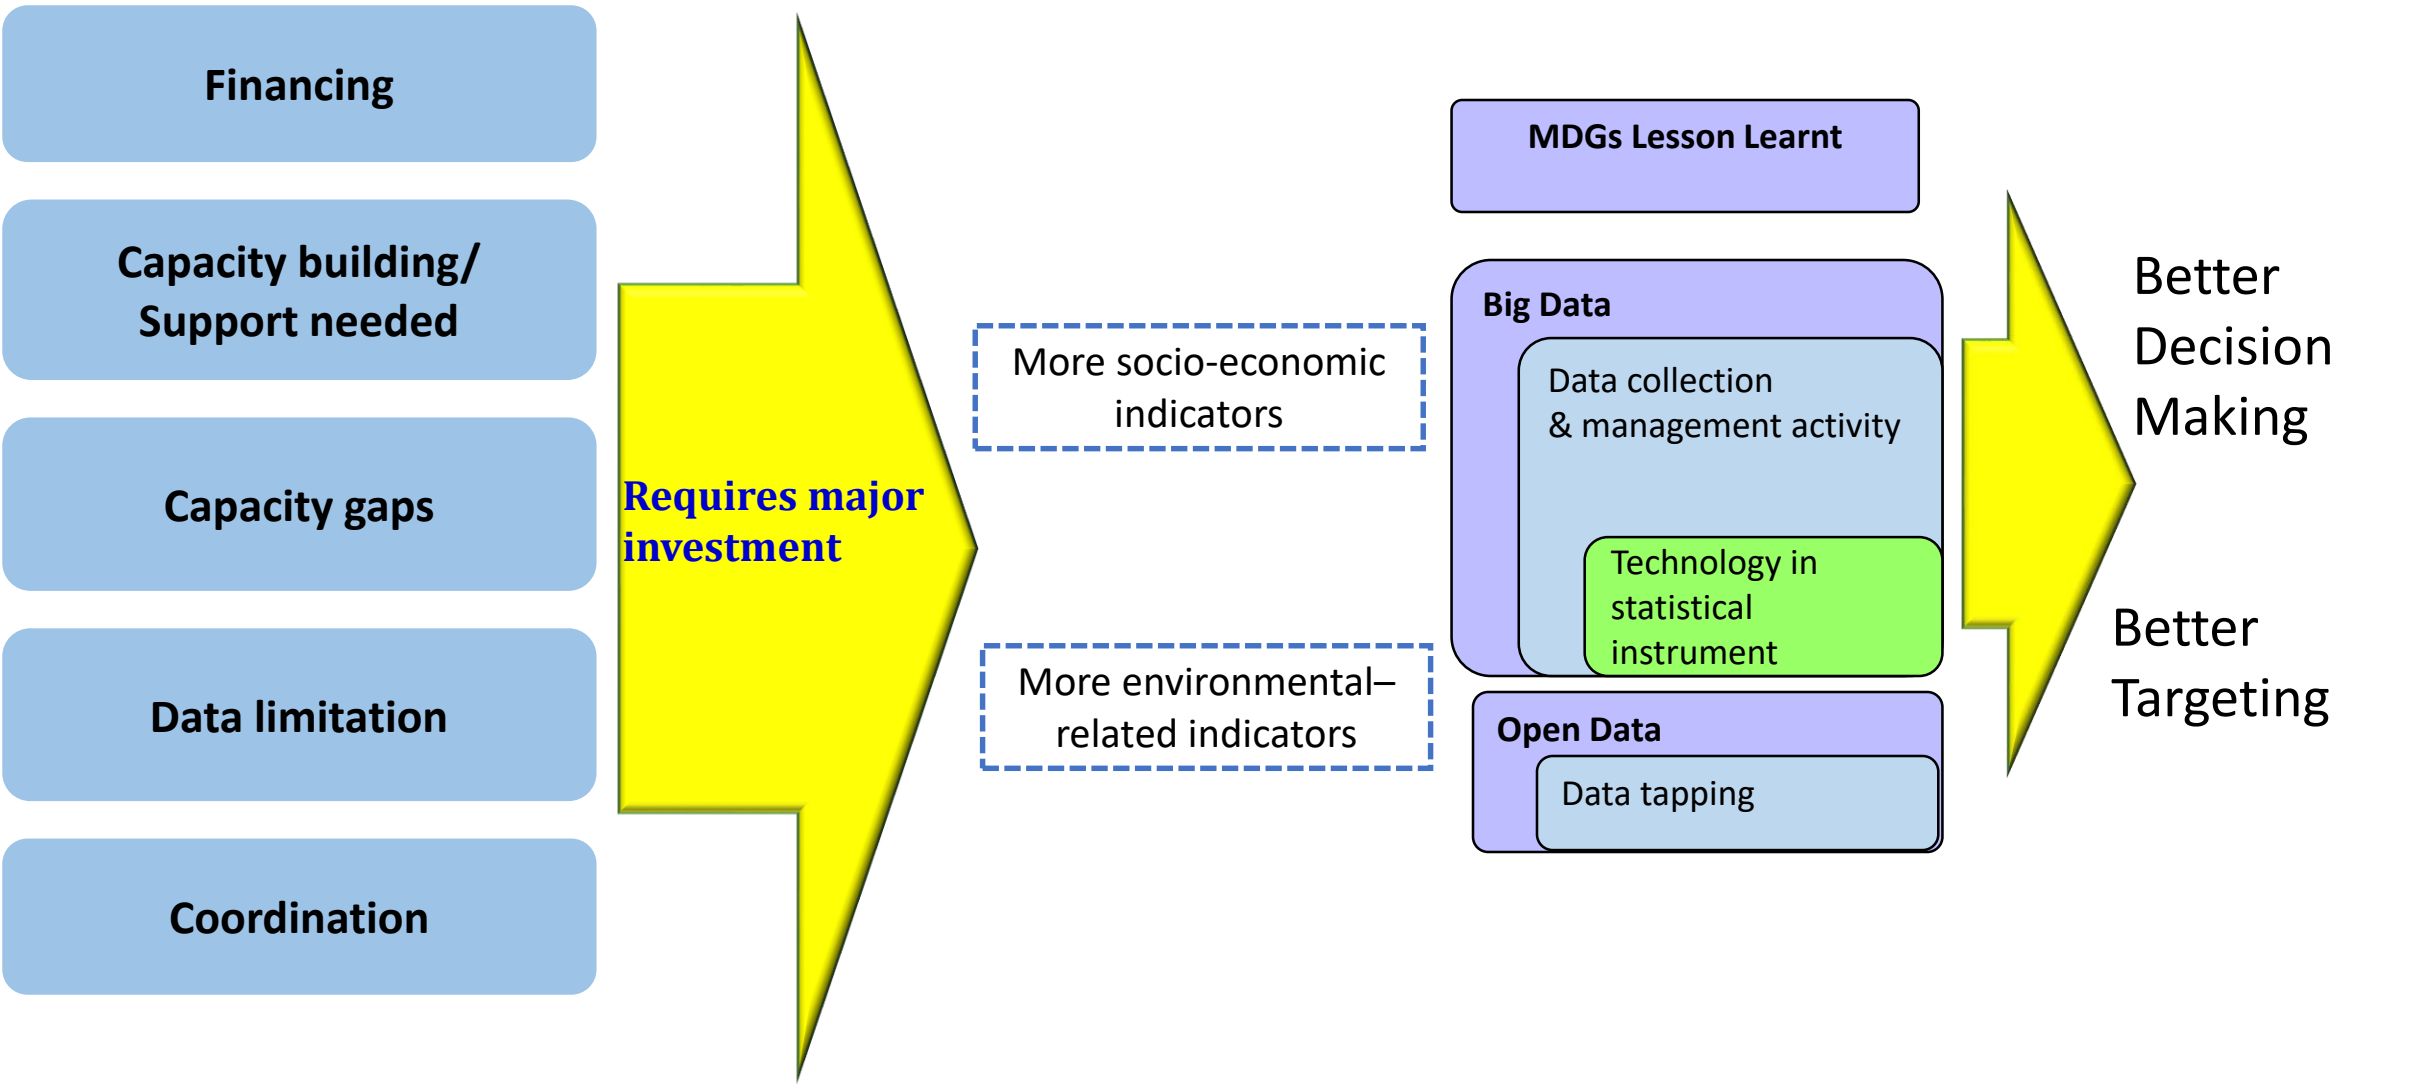 Financing
Capacity building/
Support needed
Capacity gaps
Data limitation
Coordination
Requires major
investment
More socio-economic
indicators
More environmental–
related indicators
MDGs Lesson Learnt
Big Data
Data collection
& management activity
Technology in
statistical
instrument
Open Data
Data tapping
Better
Decision
Making
Better
Targeting